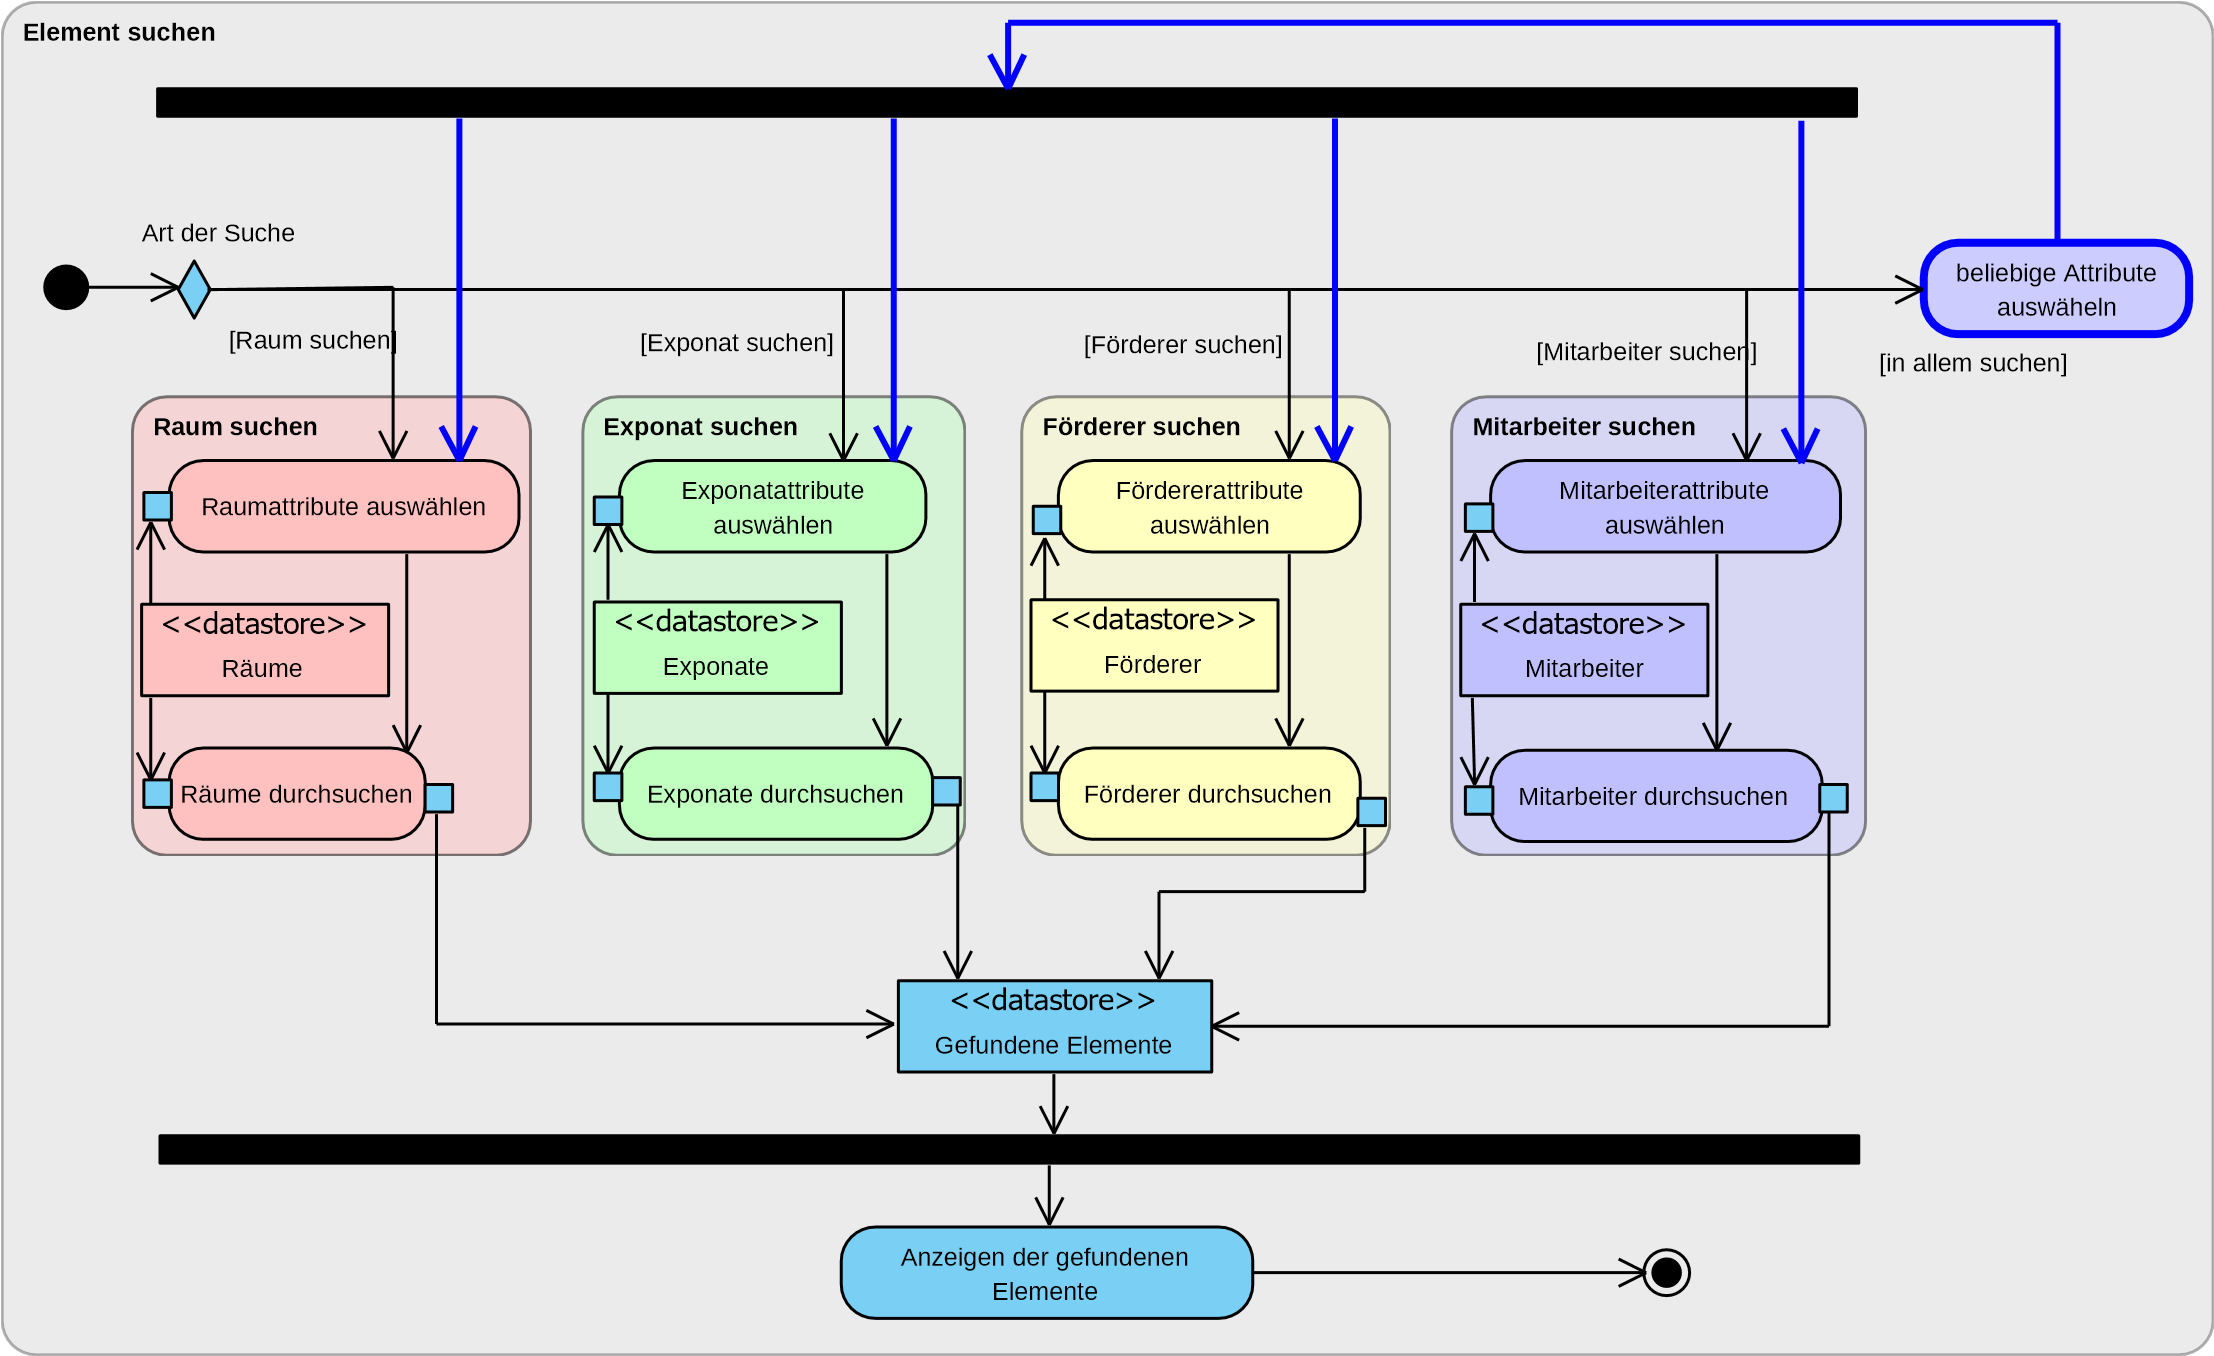 Element suchen
Art der Suche
beliebige Attribute
auswäheln
[Raum suchen]
[Exponat suchen]
[Förderer suchen]
[Mitarbeiter suchen]
[in allem suchen]
Raum suchen
Raumattribute auswählen
<<datastore>>
Räume
Räume durchsuchen
Exponat suchen
Exponatattribute
auswählen
<<datastore>>
Exponate
Exponate durchsuchen
Förderer suchen
Fördererattribute
auswählen
<<datastore>>
Förderer
Förderer durchsuchen
Mitarbeiter suchen
Mitarbeiterattribute
auswählen
<<datastore>>
Mitarbeiter
Mitarbeiter durchsuchen
<<datastore>>
Gefundene Elemente
Anzeigen der gefundenen
Elemente